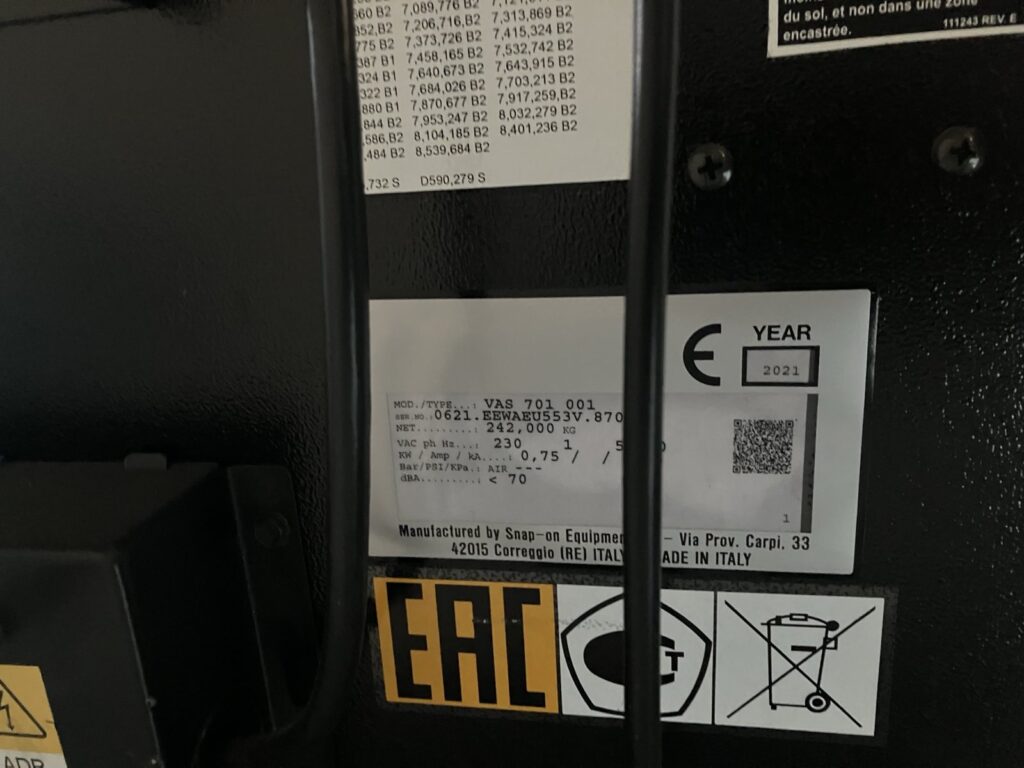 7,089,776 B2
7,206,716,B2 7,313,869 B2
7,373,726 B2 7,415,324 B2
7,458,165 B2 7,532,742 B2
7,640,673 B2 7,643,915 B2
7,684,026 B2 7,703,213 B2
7,870,677 B2 7,917,259,B2
7,953,247 B2 8,032,279 B2
8,104,185 B2 8,401,236 B2
8,539,684 B2
,732 S D590,279 S
du sol, et non dans une zone
encastrée.
111243 REV. E
CE YEAR
2021
MOD./TYPE...: VAS 701 001
SER.NO.:0621.EEWAEU553V.870
NET.........: 242,000 KG
VAC ph Hz...: 230 1
KW / Amp / kA....: 0,75 / /
Bar/PSI/KPa.: AIR ---
dBA.........: < 70
1
Manufactured by Snap-on – Via Prov. Carpi, 33
42015 Correggio (RE) ITALY MADE IN ITALY
EAC